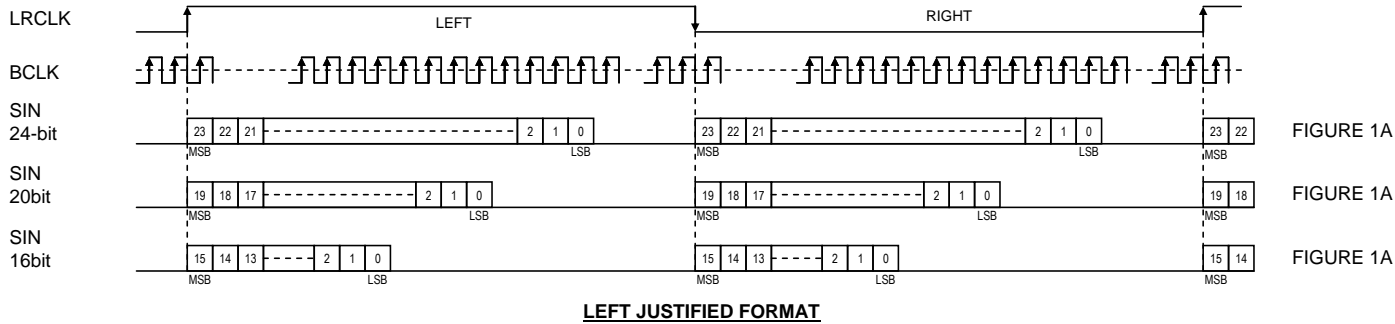 LRCLK LEFT RIGHT
BCLK
SIN
24-bit 23 22 21 2 1 0 23 22 21 2 1 0 23 22 FIGURE 1A
MSB LSB MSB LSB MSB
SIN
20bit 19 18 17 2 1 0 19 18 17 2 1 0 19 18 FIGURE 1A
MSB LSB MSB LSB MSB
SIN
16bit 15 14 13 2 1 0 15 14 13 2 1 0 15 14 FIGURE 1A
MSB LSB MSB LSB MSB
LEFT JUSTIFIED FORMAT